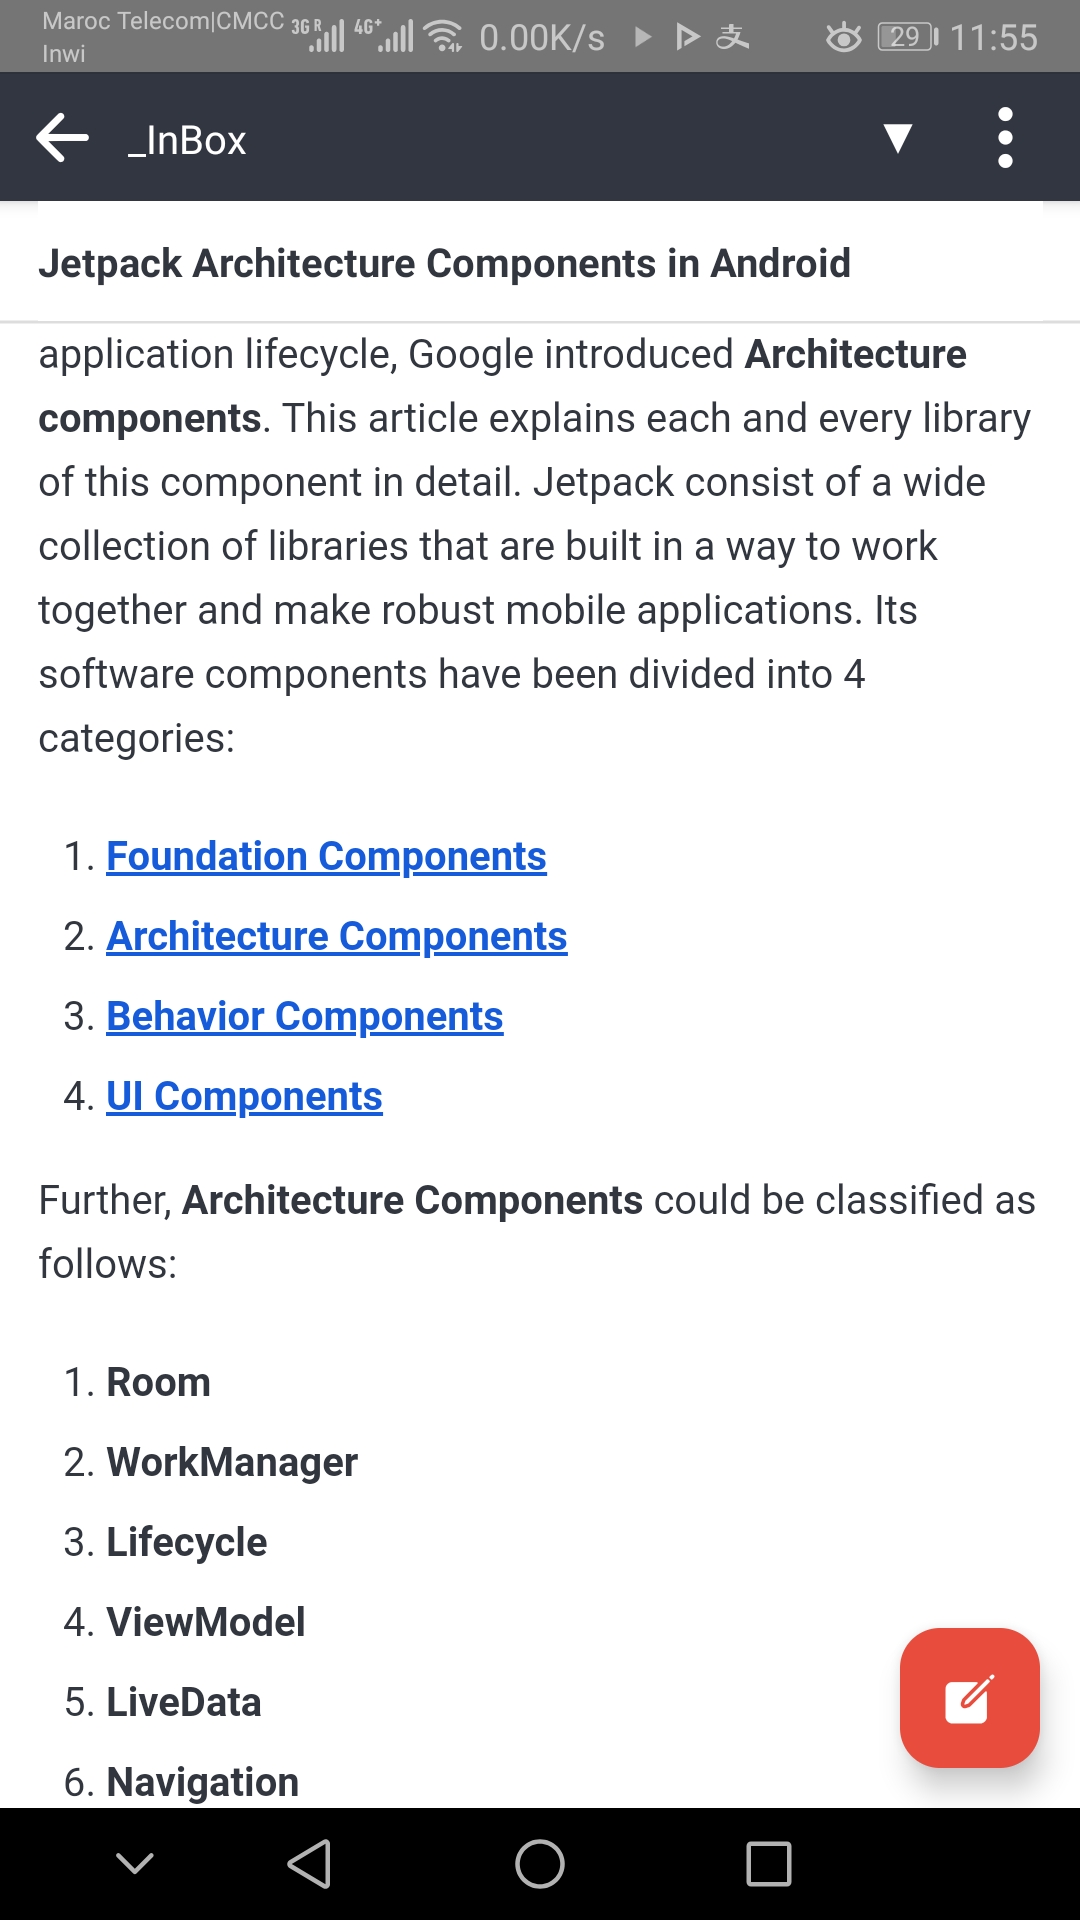 Maroc Telecom|CMCC 3G R 4G+ 0.00K/s 支 29 11:55
Inwi
_InBox
Jetpack Architecture Components in Android
application lifecycle, Google introduced Architecture
components. This article explains each and every library
of this component in detail. Jetpack consist of a wide
collection of libraries that are built in a way to work
together and make robust mobile applications. Its
software components have been divided into 4
categories:
1. Foundation Components
2. Architecture Components
3. Behavior Components
4. UI Components
Further, Architecture Components could be classified as
follows:
1. Room
2. WorkManager
3. Lifecycle
4. ViewModel
5. LiveData
6. Navigation